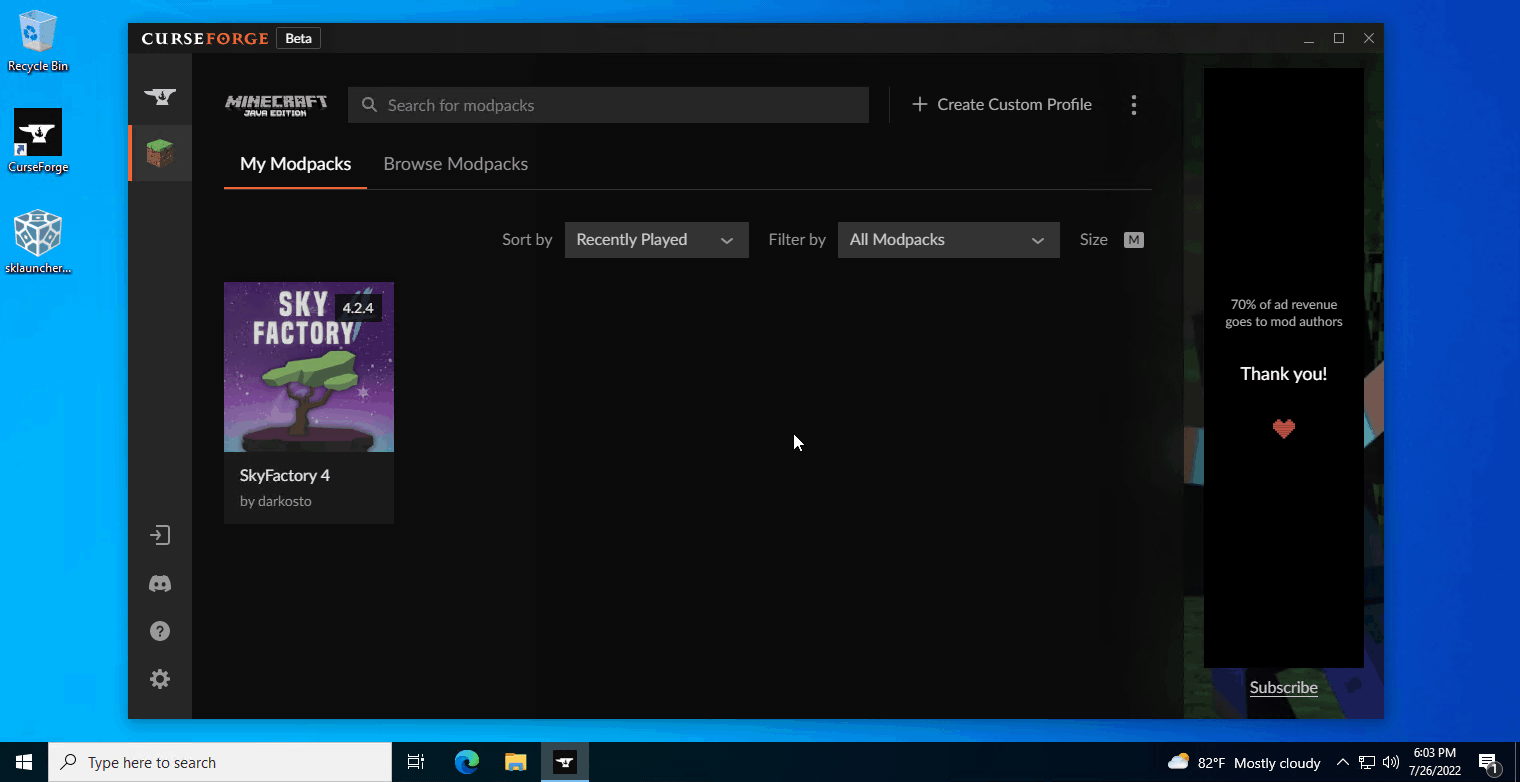 Recycle Bin
CurseForge
sklauncher...
CURSEFORGE Beta
MINECRAFT
JAVA EDITION
Search for modpacks
Create Custom Profile
My Modpacks Browse Modpacks
Sort by Recently Played Filter by All Modpacks Size M
SKY
FACTORY
4.2.4
SkyFactory 4
by darkosto
70% of ad revenue
goes to mod authors
Thank you!
Subscribe
Type here to search
82°F Mostly cloudy
6:03 PM
7/26/2022
1